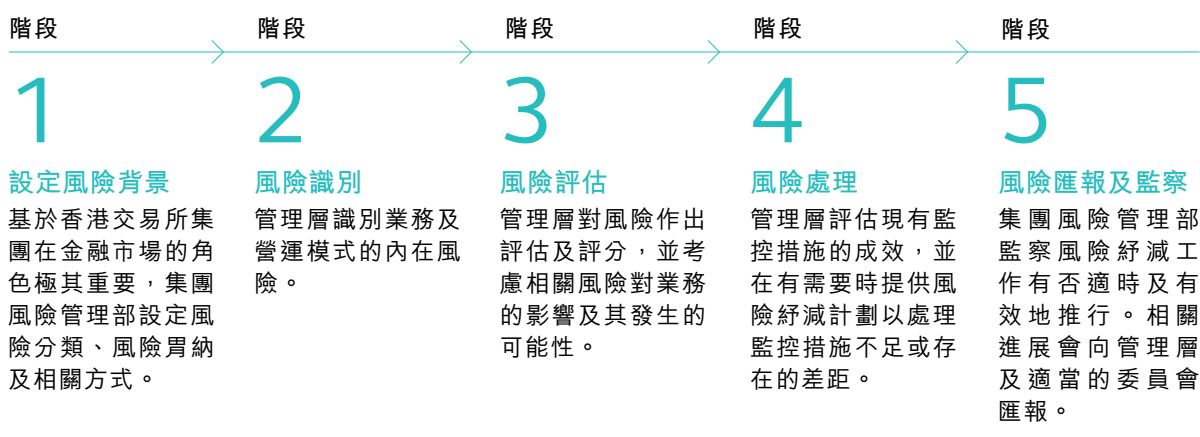 階段
1
設定風險背景
基於香港交易所集
團在金融市場的角
色極其重要，集團
風險管理部設定風
險分類、風險胃納
及相關方式。
階段
2
風險識別
管理層識別業務及
營運模式的內在風
險。
階段
3
風險評估
管理層對風險作出
評估及評分，並考
慮相關風險對業務
的影響及其發生的
可能性。
階段
4
風險處理
管理層評估現有監
控措施的成效，並
在有需要時提供風
險紓減計劃以處理
監控措施不足或存
在的差距。
階段
5
風險匯報及監察
集團風險管理部
監察風險紓減工
作有否適時及有
效地推行。相關
進展會向管理層
及適當的委員會
匯報。